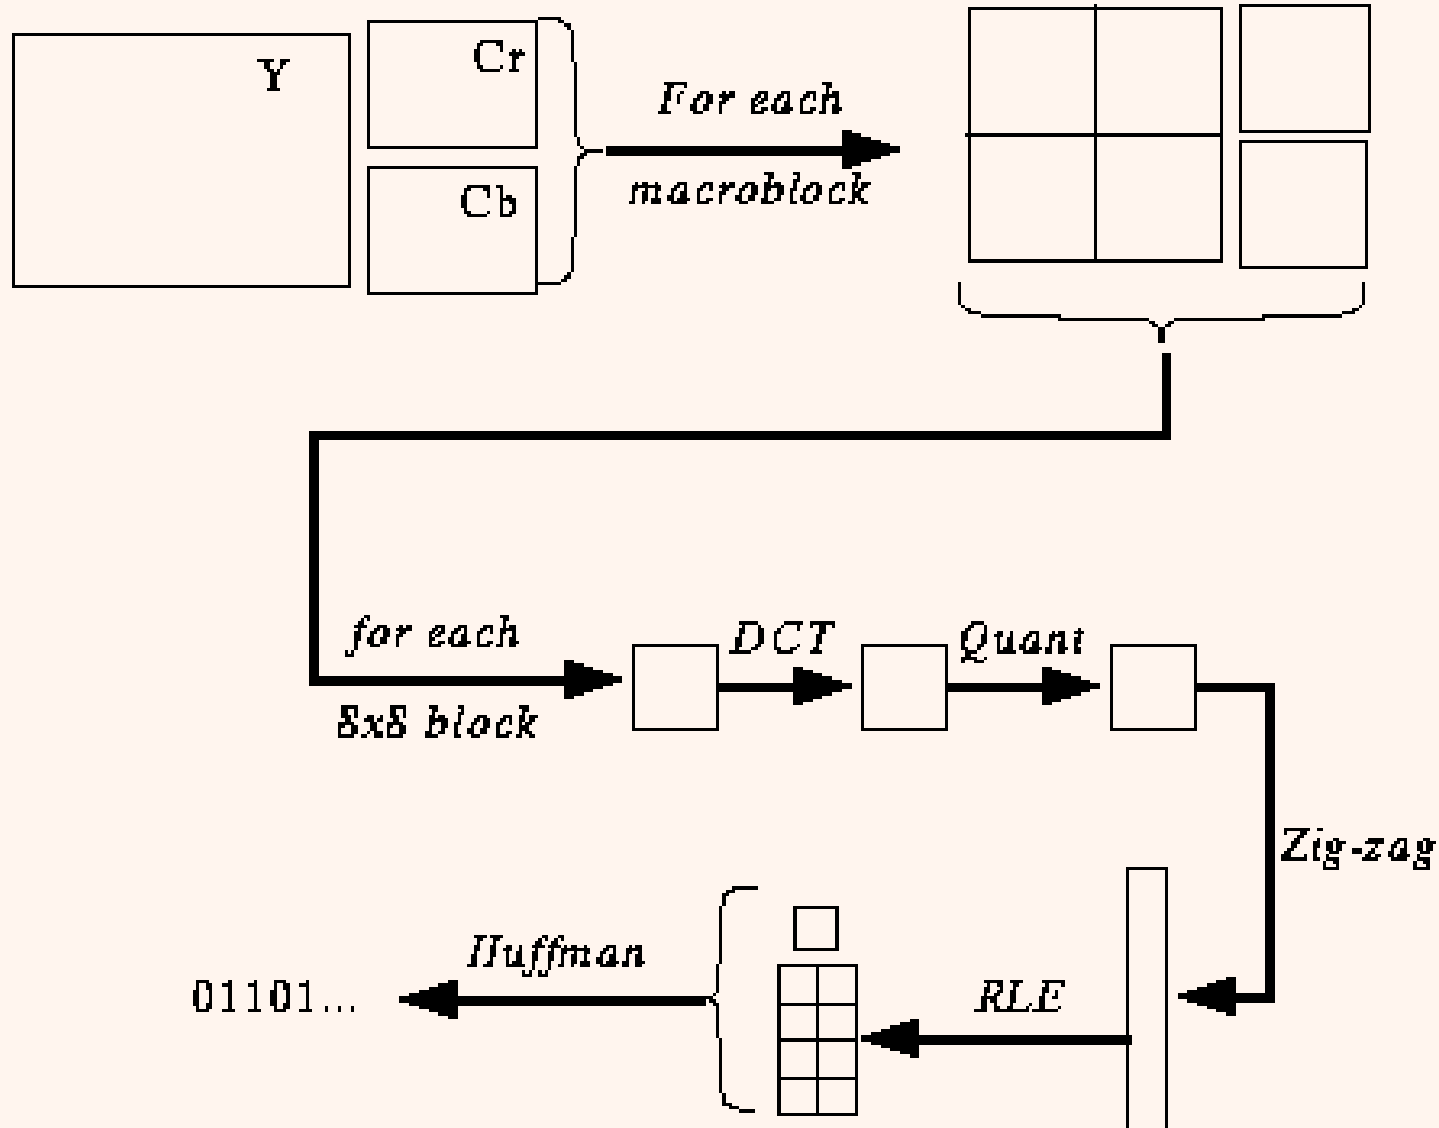 Y
Cr
Cb
For each
macroblock
for each
8x8 block
DCT
Quant
Zig-zag
RLE
Huffman
01101...